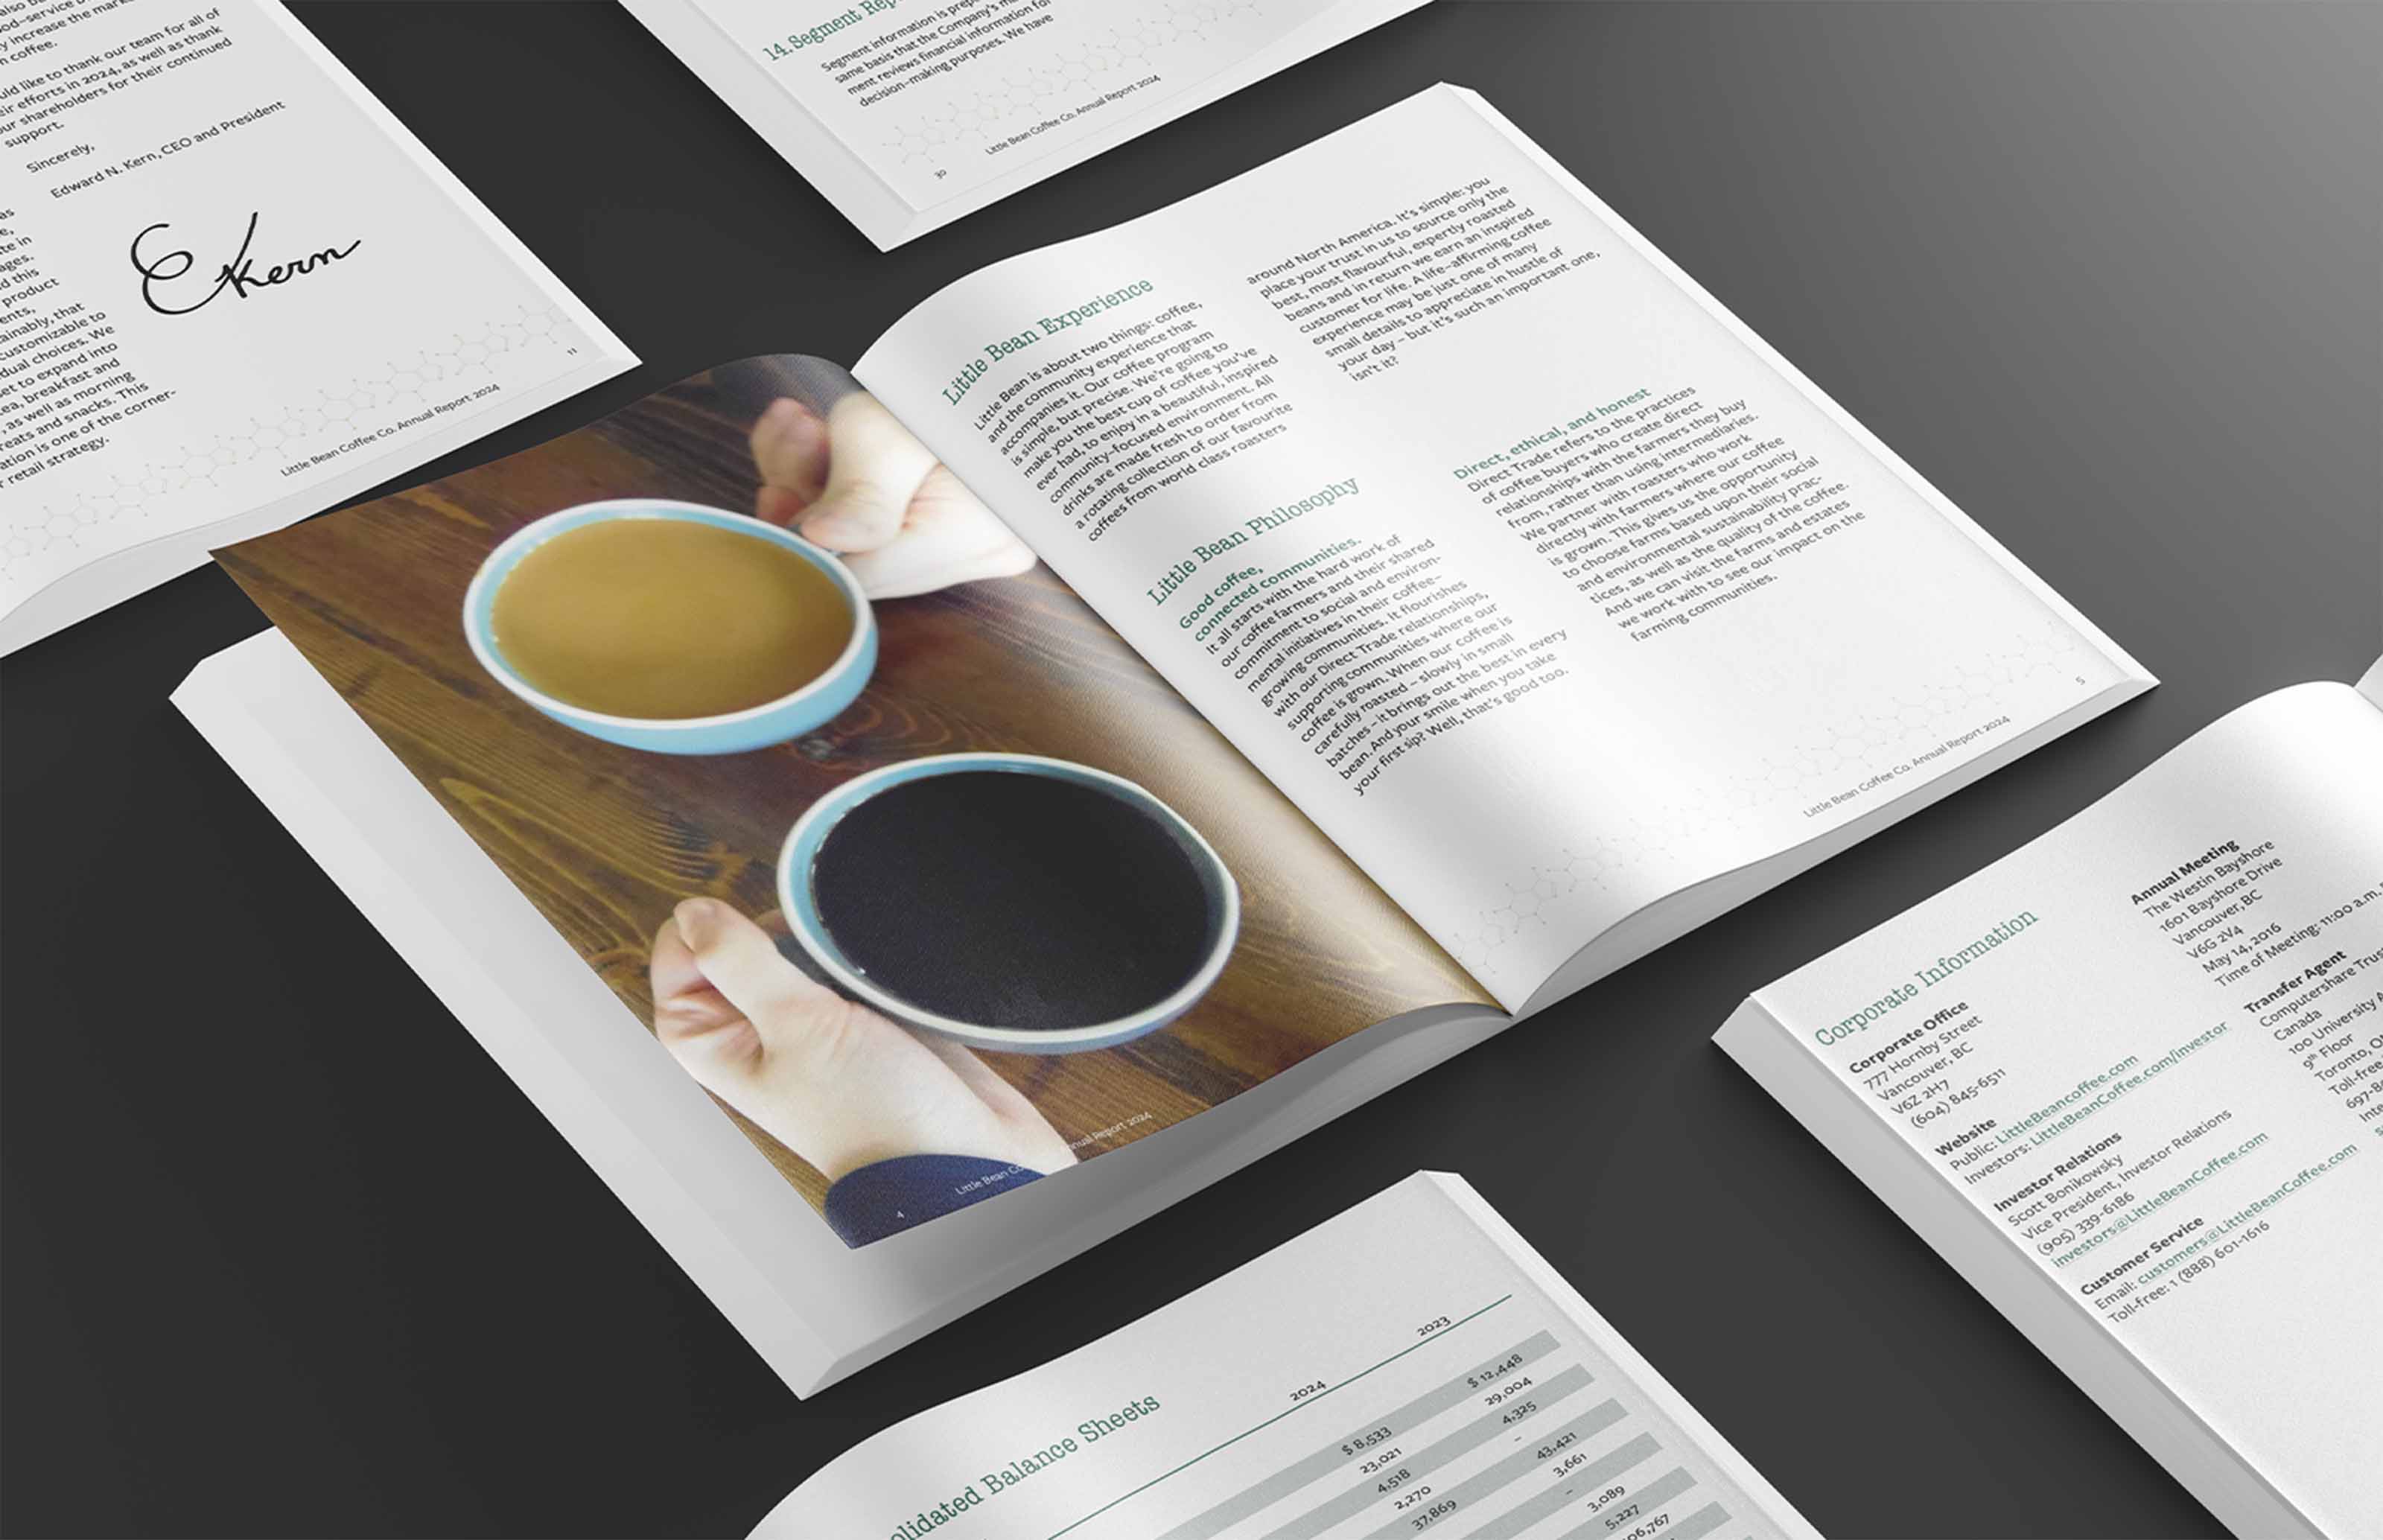 also be
y increase the mark
n coffee.
uld like to thank our team for all of
eir efforts in 2024, as well as thank
our shareholders for their continued
support.
Sincerely,
Edward N. Kern, CEO and President
EKern
product
ainably, that
customizable to
dual choices. We
et to expand into
ea, breakfast and
, as well as morning
reats and snacks. This
ation is one of the corner-
retail strategy.
Little Bean Coffee Co. Annual Report 2024
11
14. Segment Rep
Segment information is prep
same basis that the Company's m
ment reviews financial information for
decision-making purposes. We have
30
Little Bean Coffee Co. Annual Report 2024
4
Little Bean Co
nnual Report 2024
Little Bean Experience
Little Bean is about two things: coffee,
and the community experience that
accompanies it. Our coffee program
is simple, but precise. We're going to
make you the best cup of coffee you've
ever had, to enjoy in a beautiful, inspired
community-focused environment. All
drinks are made fresh to order from
a rotating collection of our favourite
coffees from world class roasters
around North America. It's simple: you
place your trust in us to source only the
best, most flavourful, expertly roasted
beans and in return we earn an inspired
customer for life. A life-affirming coffee
experience may be just one of many
small details to appreciate in hustle of
your day – but it's such an important one,
isn't it?
Little Bean Philosophy
Good coffee,
connected communities.
It all starts with the hard work of
our coffee farmers and their shared
commitment to social and environ-
mental initiatives in their coffee-
growing communities. It flourishes
with our Direct Trade relationships,
supporting communities where our
coffee is grown. When our coffee is
carefully roasted – slowly in small
batches – it brings out the best in every
bean. And your smile when you take
your first sip? Well, that's good too.
Direct, ethical, and honest
Direct Trade refers to the practices
of coffee buyers who create direct
relationships with the farmers they buy
from, rather than using intermediaries.
We partner with roasters who work
directly with farmers where our coffee
is grown. This gives us the opportunity
to choose farms based upon their social
and environmental sustainability prac-
tices, as well as the quality of the coffee.
And we can visit the farms and estates
we work with to see our impact on the
farming communities.
Little Bean Coffee Co. Annual Report 2024
5
Corporate Information
Corporate Office
777 Hornby Street
Vancouver, BC
V6Z 2H7
(604) 845-6511
Website
Public: LittleBeancoffee.com
Investors: LittleBeanCoffee.com/investor
Investor Relations
Scott Bonikowsky
Vice President, Investor Relations
(905) 339-6186
investors@LittleBeanCoffee.com
Customer Service
Email: customers@LittleBeanCoffee.com
Toll-free: 1 (888) 601-1616
Annual Meeting
The Westin Bayshore
1601 Bayshore Drive
Vancouver, BC
V6G 2V4
May 14, 2016
Time of Meeting: 11:00 a.m.
Transfer Agent
Computershare Trus
Canada
100 University A
9th Floor
Toronto, O
Toll-free
697-8
Inte
olidated Balance Sheets
2024 2023
$ 8,533 $ 12,448
23,021 29,004
4,518 4,325
2,270 –
37,869 43,421
3,661
–
3,089
5,227
06,767